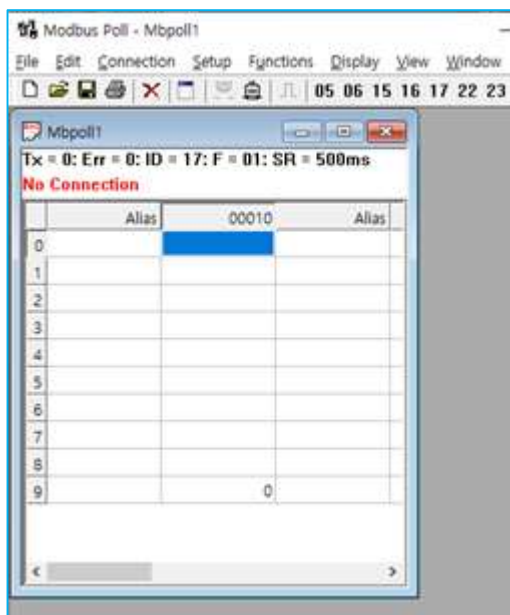 Modbus Poll - Mbpoll1
File Edit Connection Setup Functions Display View Window
05 06 15 16 17 22 23
Mbpoll1
Tx = 0: Err = 0: ID = 17: F = 01: SR = 500ms
No Connection
Alias 00010 Alias
0
1
2
3
4
5
6
7
8
9 0